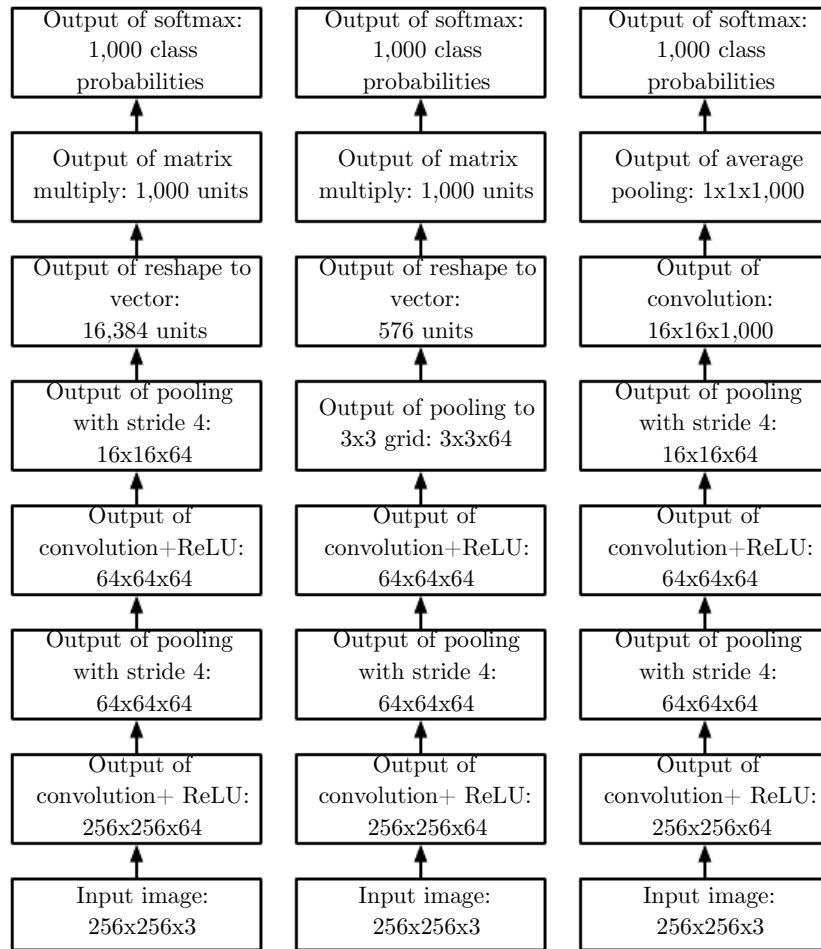 Output of softmax:
1,000 class
probabilities
Output of matrix
multiply: 1,000 units
Output of reshape to
vector:
16,384 units
Output of pooling
with stride 4:
16x16x64
Output of
convolution+ReLU:
64x64x64
Output of pooling
with stride 4:
64x64x64
Output of
convolution+ ReLU:
256x256x64
Input image:
256x256x3
Output of softmax:
1,000 class
probabilities
Output of matrix
multiply: 1,000 units
Output of reshape to
vector:
576 units
Output of pooling to
3x3 grid: 3x3x64
Output of
convolution+ReLU:
64x64x64
Output of pooling
with stride 4:
64x64x64
Output of
convolution+ ReLU:
256x256x64
Input image:
256x256x3
Output of softmax:
1,000 class
probabilities
Output of average
pooling: 1x1x1,000
Output of
convolution:
16x16x1,000
Output of pooling
with stride 4:
16x16x64
Output of
convolution+ReLU:
64x64x64
Output of pooling
with stride 4:
64x64x64
Output of
convolution+ ReLU:
256x256x64
Input image:
256x256x3